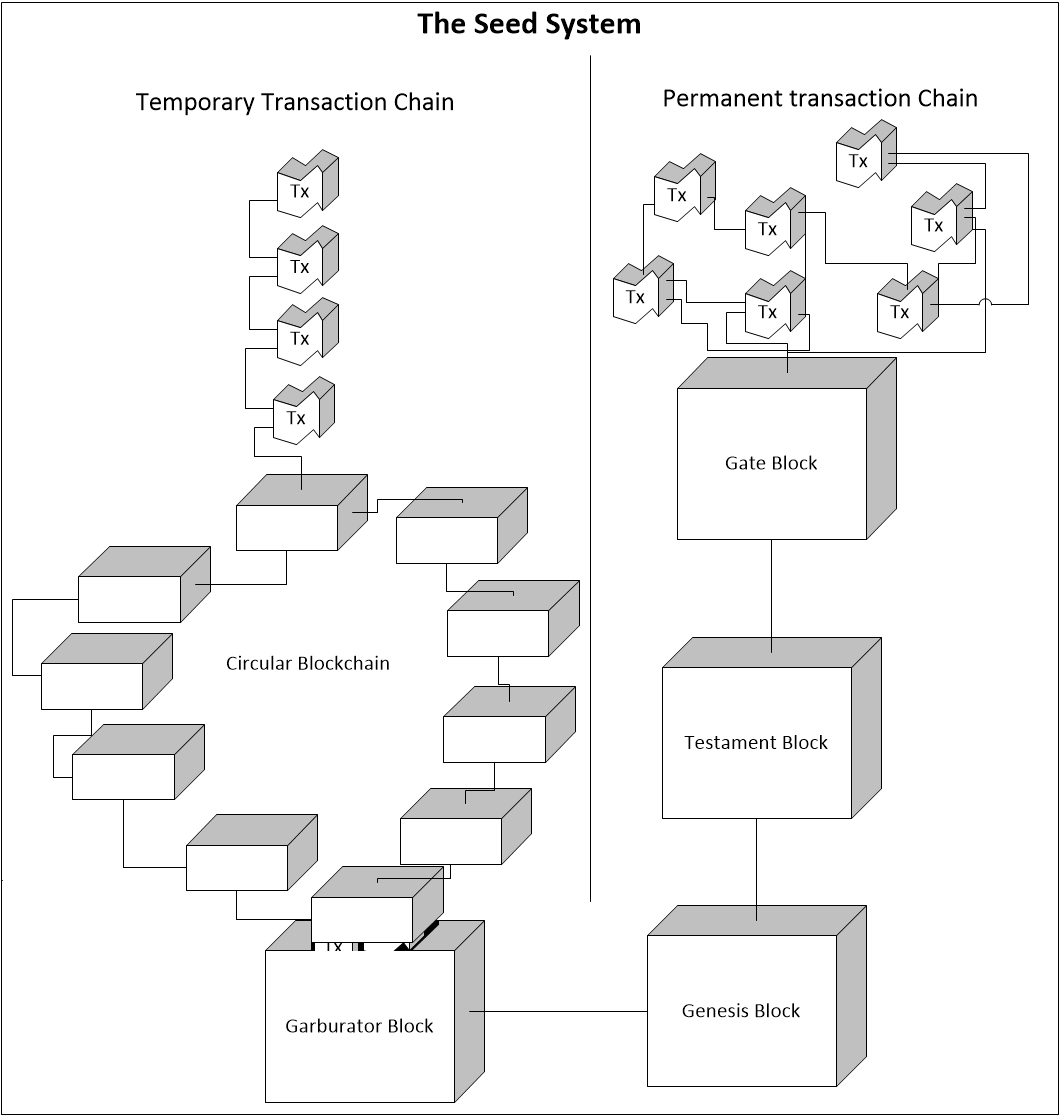 The Seed System
Temporary Transaction Chain
Permanent transaction Chain
Tx
Tx
Tx
Tx
Tx
Tx
Tx
Tx
Tx
Tx
Tx
Gate Block
Circular Blockchain
Testament Block
Tx
Garburator Block
Genesis Block